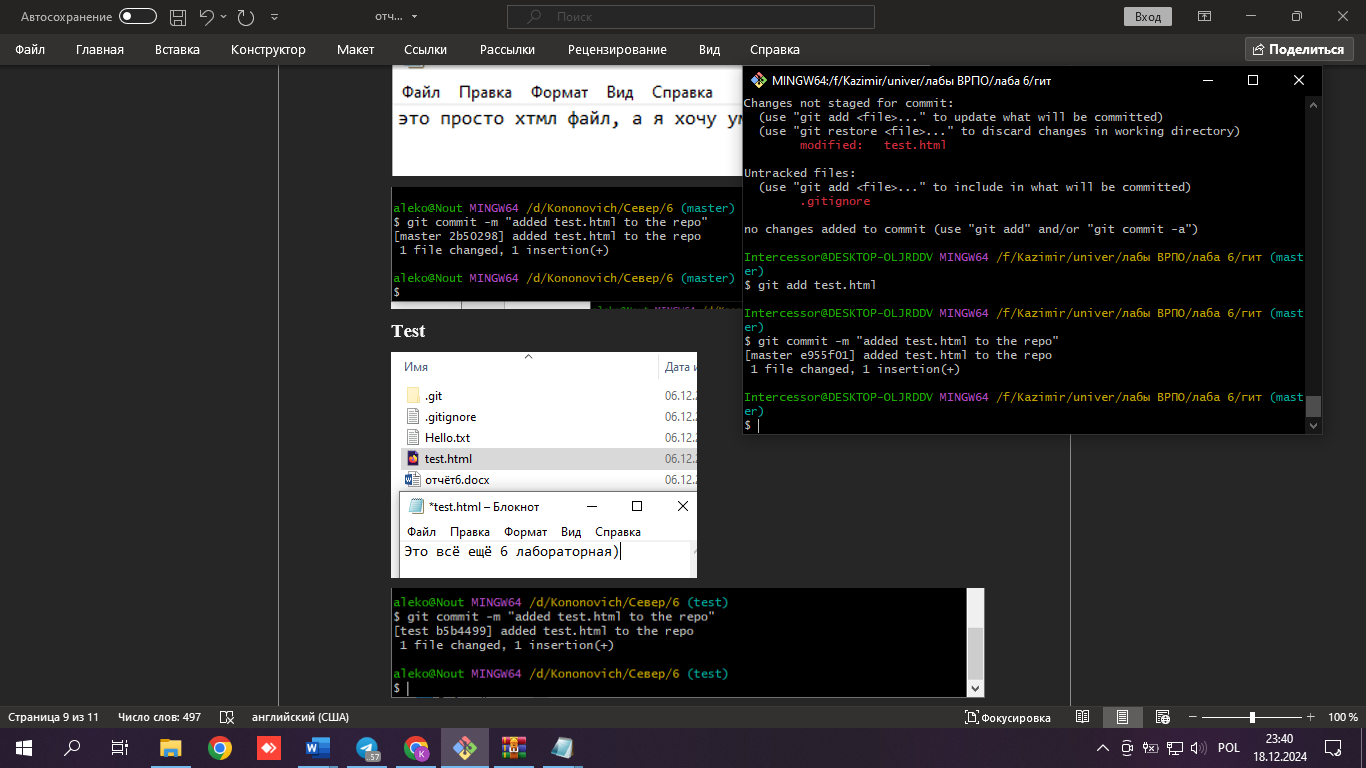 Автосохранение
отч...
Поиск
Вход
Файл Главная Вставка Конструктор Макет Ссылки Рассылки Рецензирование Вид Справка
Поделиться
Файл Правка Формат Вид Справка
это просто хтмл файл, а я хочу ум
aleko@Nout MINGW64 /d/Kononovich/Север/6 (master)
$ git commit -m "added test.html to the repo"
[master 2b50298] added test.html to the repo
1 file changed, 1 insertion(+)
aleko@Nout MINGW64 /d/Kononovich/Север/6 (master)
$
Test
Имя Дата и
.git 06.12.2
.gitignore 06.12.2
Hello.txt 06.12.2
test.html 06.12.2
отчёт6.docx 06.12.2
*test.html – Блокнот
Файл Правка Формат Вид Справка
Это всё ещё 6 лабораторная)
aleko@Nout MINGW64 /d/Kononovich/Север/6 (test)
$ git commit -m "added test.html to the repo"
[test b5b4499] added test.html to the repo
1 file changed, 1 insertion(+)
aleko@Nout MINGW64 /d/Kononovich/Север/6 (test)
$
MINGW64:/f/Kazimir/univer/лабы ВРПО/лаба 6/гит
Changes not staged for commit:
(use "git add <file>..." to update what will be committed)
(use "git restore <file>..." to discard changes in working directory)
modified: test.html
Untracked files:
(use "git add <file>..." to include in what will be committed)
.gitignore
no changes added to commit (use "git add" and/or "git commit -a")
Intercessor@DESKTOP-OLJRDDV MINGW64 /f/Kazimir/univer/лабы ВРПО/лаба 6/гит (mast
er)
$ git add test.html
Intercessor@DESKTOP-OLJRDDV MINGW64 /f/Kazimir/univer/лабы ВРПО/лаба 6/гит (mast
er)
$ git commit -m "added test.html to the repo"
[master e955f01] added test.html to the repo
1 file changed, 1 insertion(+)
Intercessor@DESKTOP-OLJRDDV MINGW64 /f/Kazimir/univer/лабы ВРПО/лаба 6/гит (mast
er)
$
Страница 9 из 11 Число слов: 497 английский (США) Фокусировка 100 %
57
POL
23:40
18.12.2024